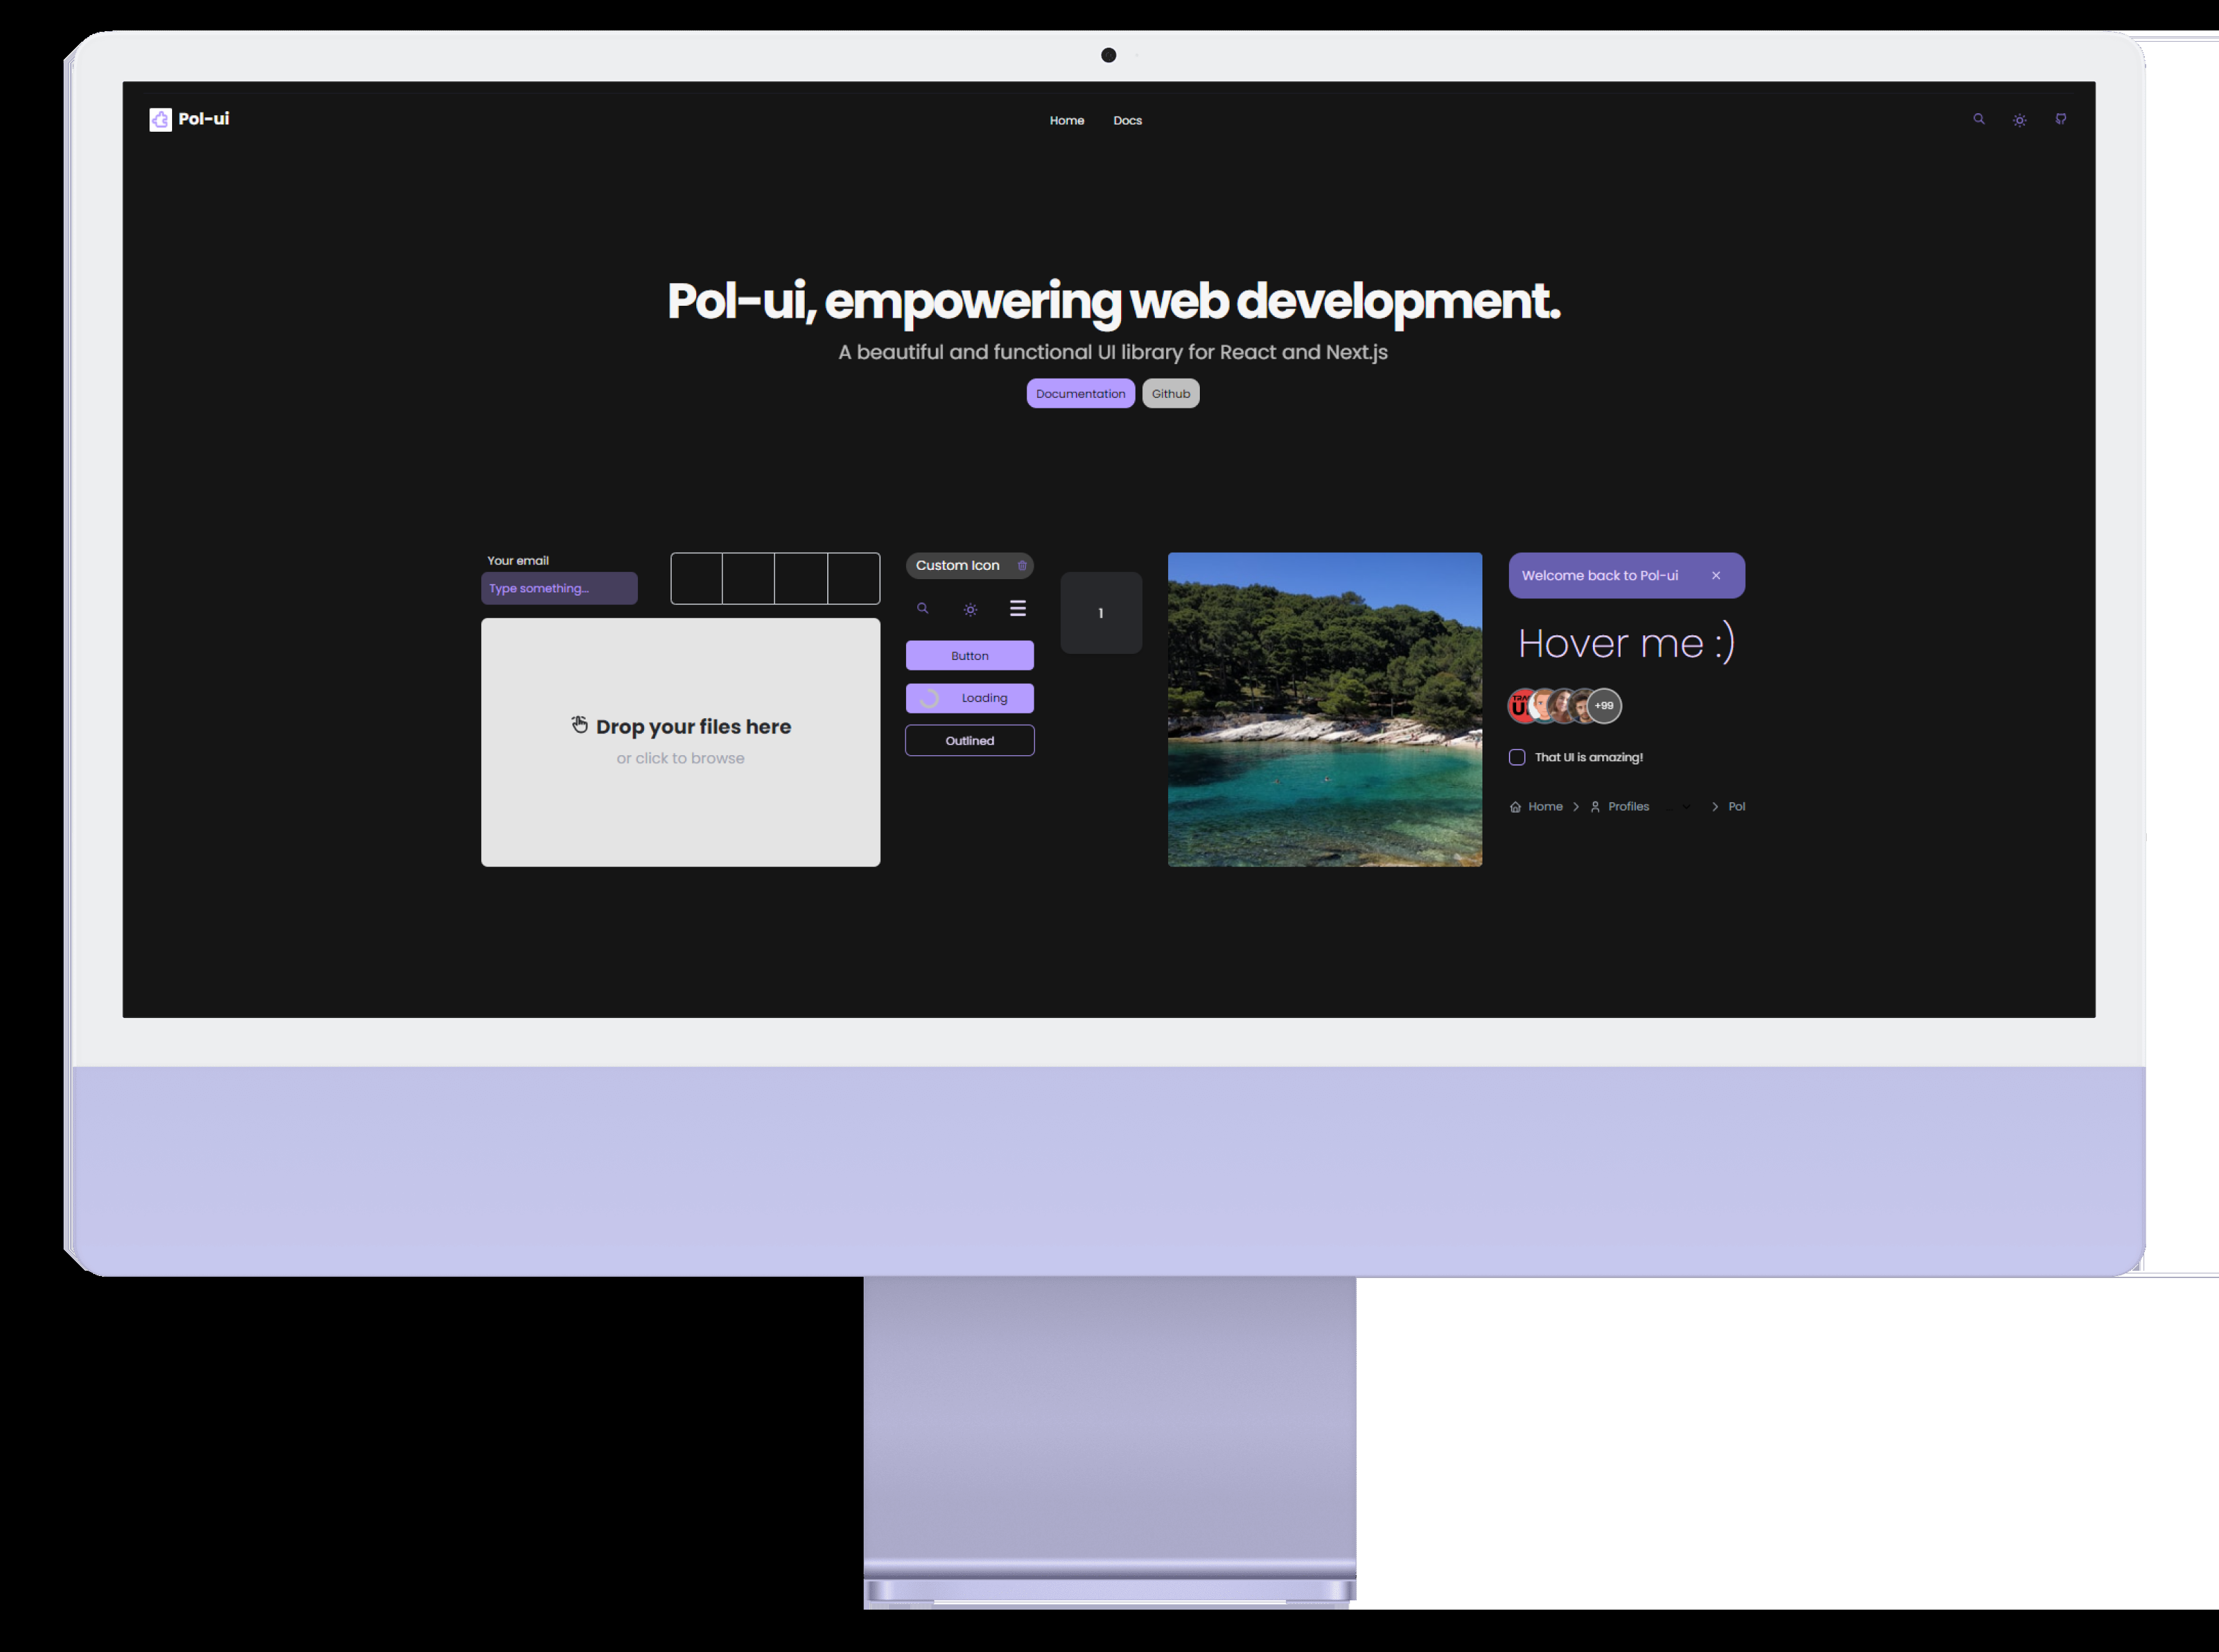 Pol-ui
Home Docs
Pol-ui, empowering web development.
A beautiful and functional UI library for React and Next.js
Documentation Github
Your email
Type something...
Drop your files here
or click to browse
Custom Icon
Button
Loading
Outlined
1
Welcome back to Pol-ui
Hover me :)
+99
That UI is amazing!
Home Profiles Pol